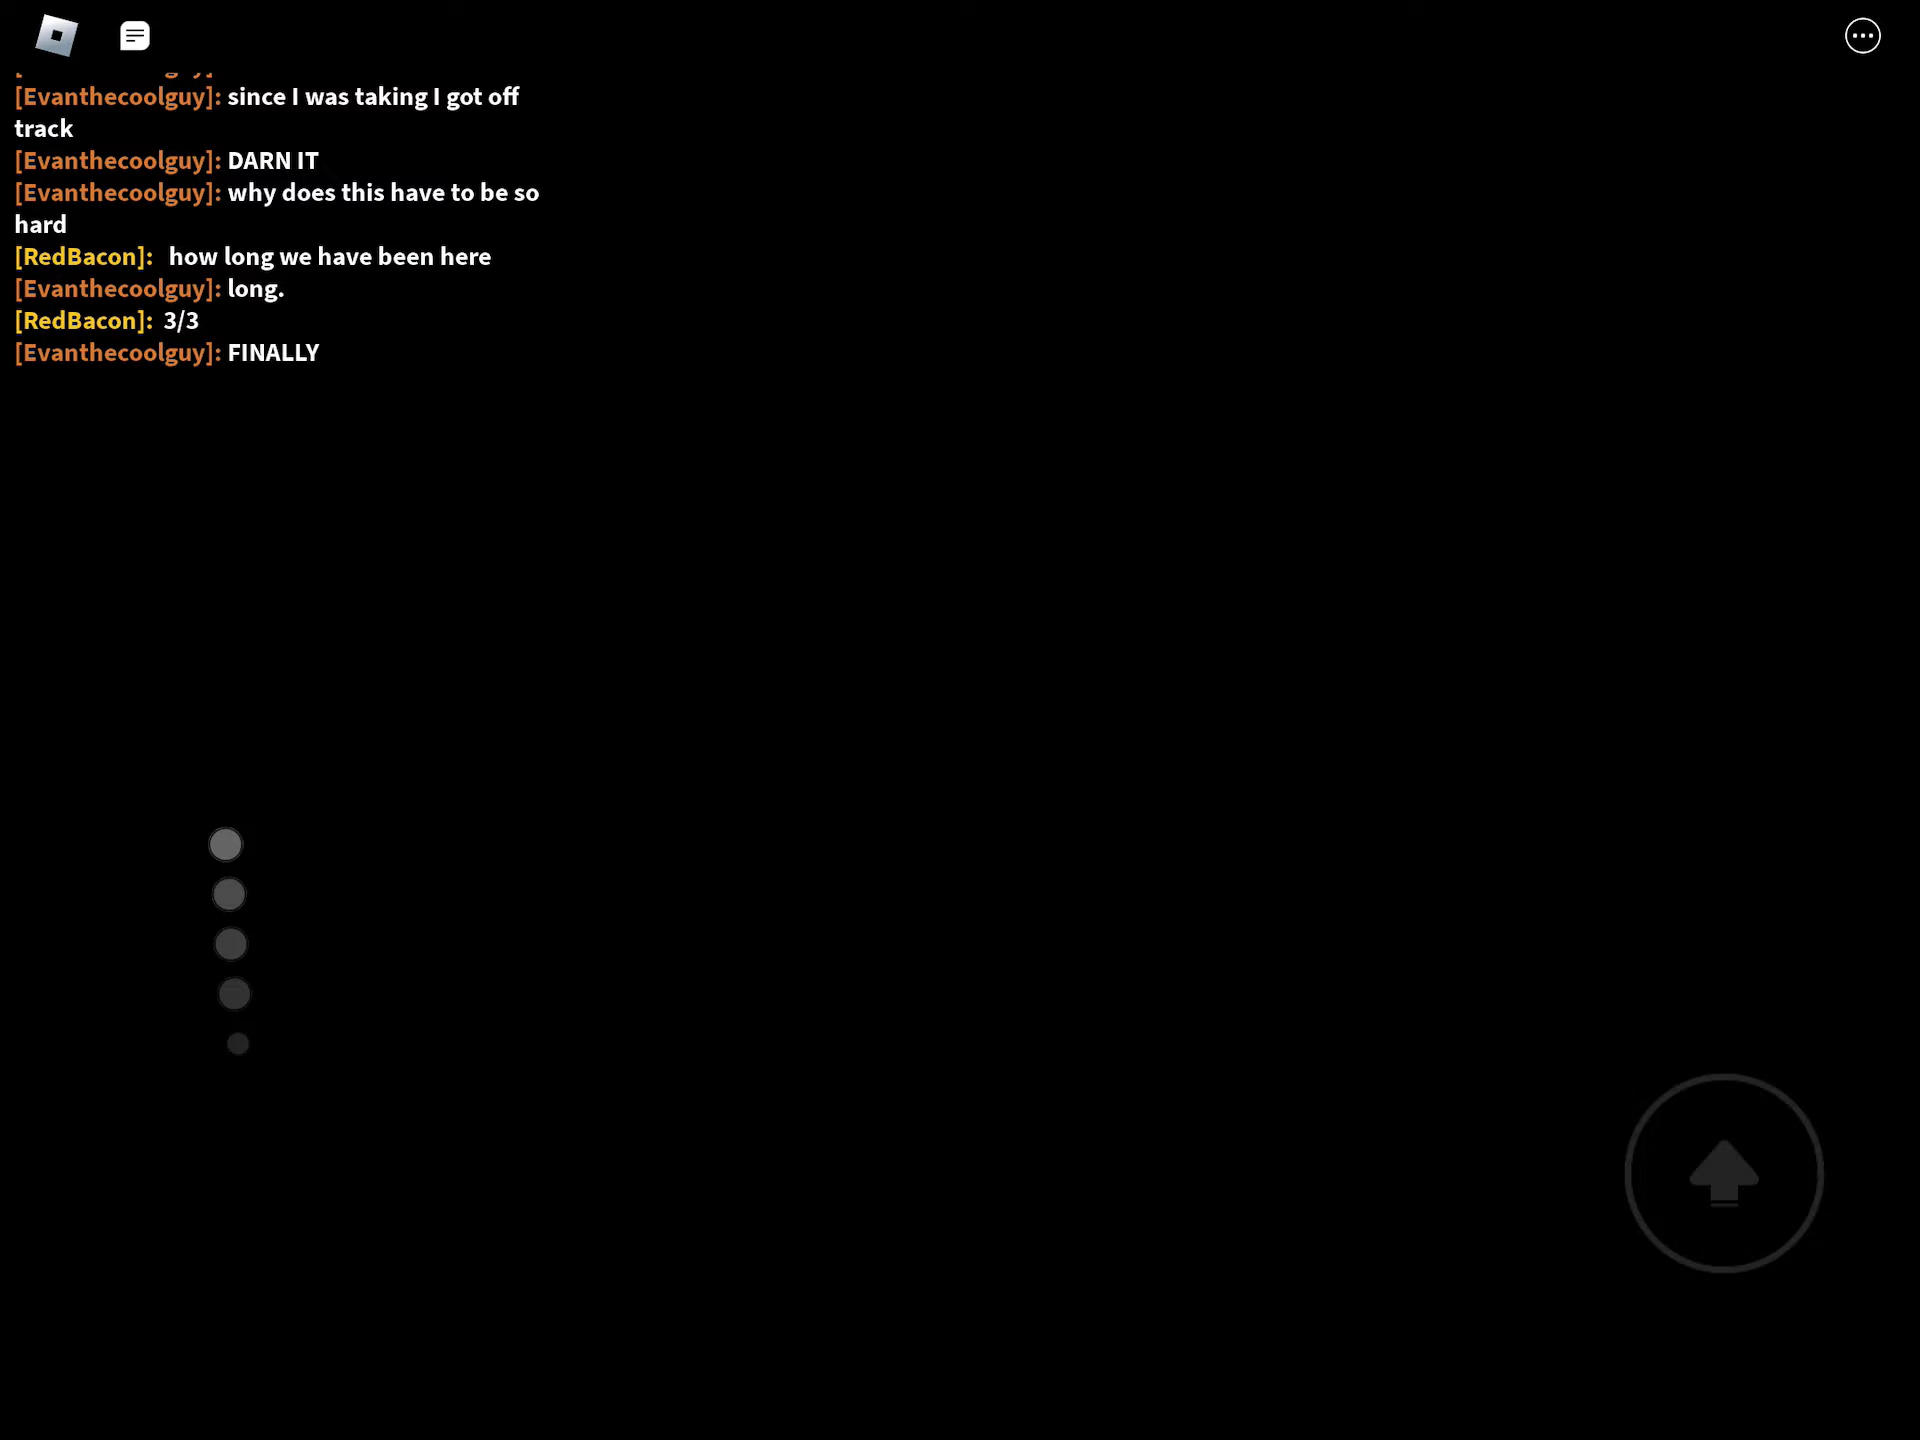 [Evanthecoolguy]: since I was taking I got off
track
[Evanthecoolguy]: DARN IT
[Evanthecoolguy]: why does this have to be so
hard
[RedBacon]: how long we have been here
[Evanthecoolguy]: long.
[RedBacon]: 3/3
[Evanthecoolguy]: FINALLY